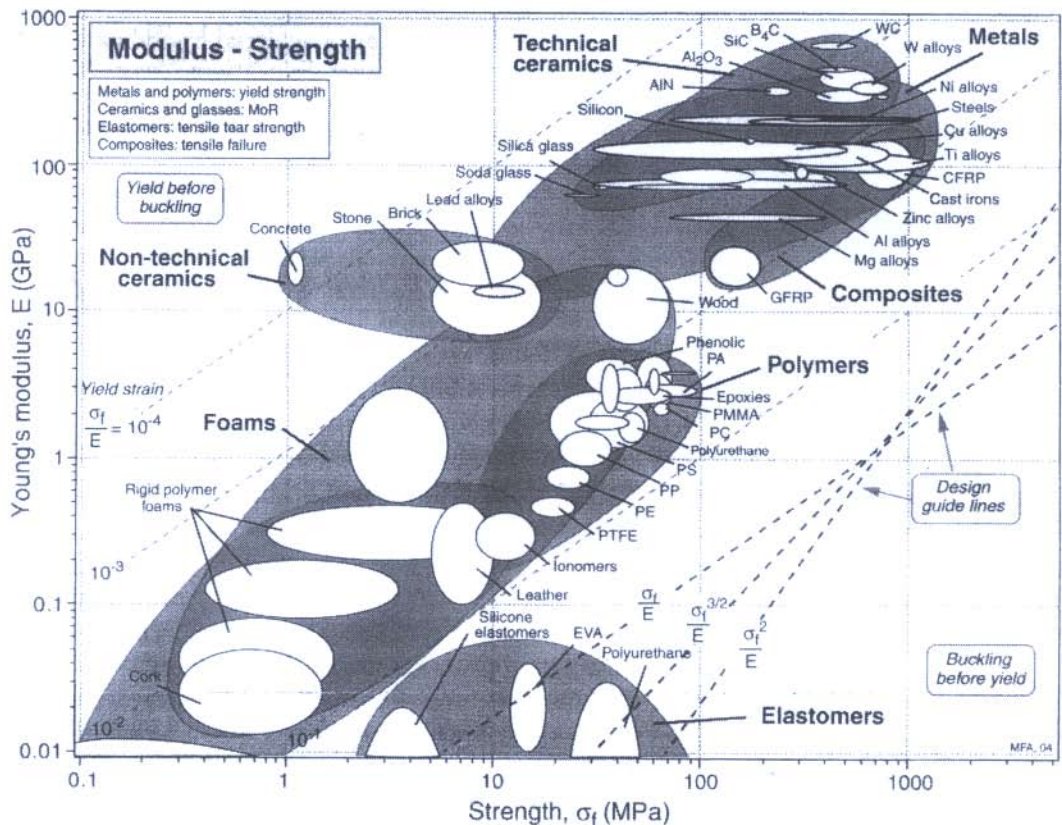 Modulus - Strength
Metals and polymers: yield strength
Ceramics and glasses: MoR
Elastomers: tensile tear strength
Composites: tensile failure
Technical
ceramics
B₄C
SiC
WC
Al₂O₃
W alloys
Metals
AlN
Ni alloys
Silicon
Steels
Cu alloys
Silica glass
Ti alloys
Soda glass
CFRP
Cast irons
Zinc alloys
Al alloys
Mg alloys
Yield before
buckling
Lead alloys
Brick
Stone
Concrete
Non-technical
ceramics
Wood
GFRP
Composites
Phenolic
PA
Polymers
Epoxies
PMMA
PC
Polyurethane
PS
PP
PE
PTFE
Ionomers
Leather
Yield strain
σf/E = 10⁻⁴
Foams
Rigid polymer
foams
Design
guide lines
10⁻³
Silicone
elastomers
EVA
Polyurethane
σf/E
σf^3/2/E
σf²/E
Cork
Buckling
before yield
Elastomers
10⁻²
10⁻¹
MFA, 04
Young's modulus, E (GPa)
1000
100
10
1
0.1
0.01
0.1
1
10
100
1000
Strength, σf (MPa)